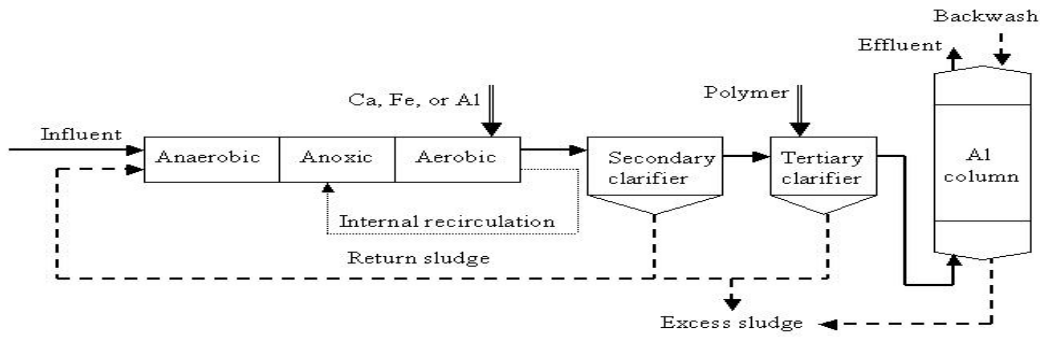 Backwash
Effluent
Ca, Fe, or Al
Polymer
Influent
Anaerobic
Anoxic
Aerobic
Secondary
clarifier
Tertiary
clarifier
Al
column
Internal recirculation
Return sludge
Excess sludge